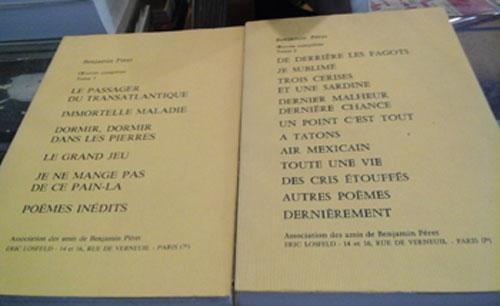 Benjamin Péret
Œuvres complètes
Tome 1
LE PASSAGER
DU TRANSATLANTIQUE
IMMORTELLE MALADIE
DORMIR, DORMIR
DANS LES PIERRES
LE GRAND JEU
JE NE MANGE PAS
DE CE PAIN-LA
POÈMES INÉDITS
Association des amis de Benjamin Péret
ERIC LOSFELD - 14 et 16, RUE DE VERNEUIL - PARIS (7e)
Benjamin Péret
Œuvres complètes
Tome 2
DE DERRIÈRE LES FAGOTS
JE SUBLIME
TROIS CERISES
ET UNE SARDINE
DERNIER MALHEUR
DERNIÈRE CHANCE
UN POINT C'EST TOUT
A TATONS
AIR MEXICAIN
TOUTE UNE VIE
DES CRIS ÉTOUFFÉS
AUTRES POÈMES
DERNIÈREMENT
Association des amis de Benjamin Péret
ERIC LOSFELD - 14 et 16, RUE DE VERNEUIL - PARIS (7e)